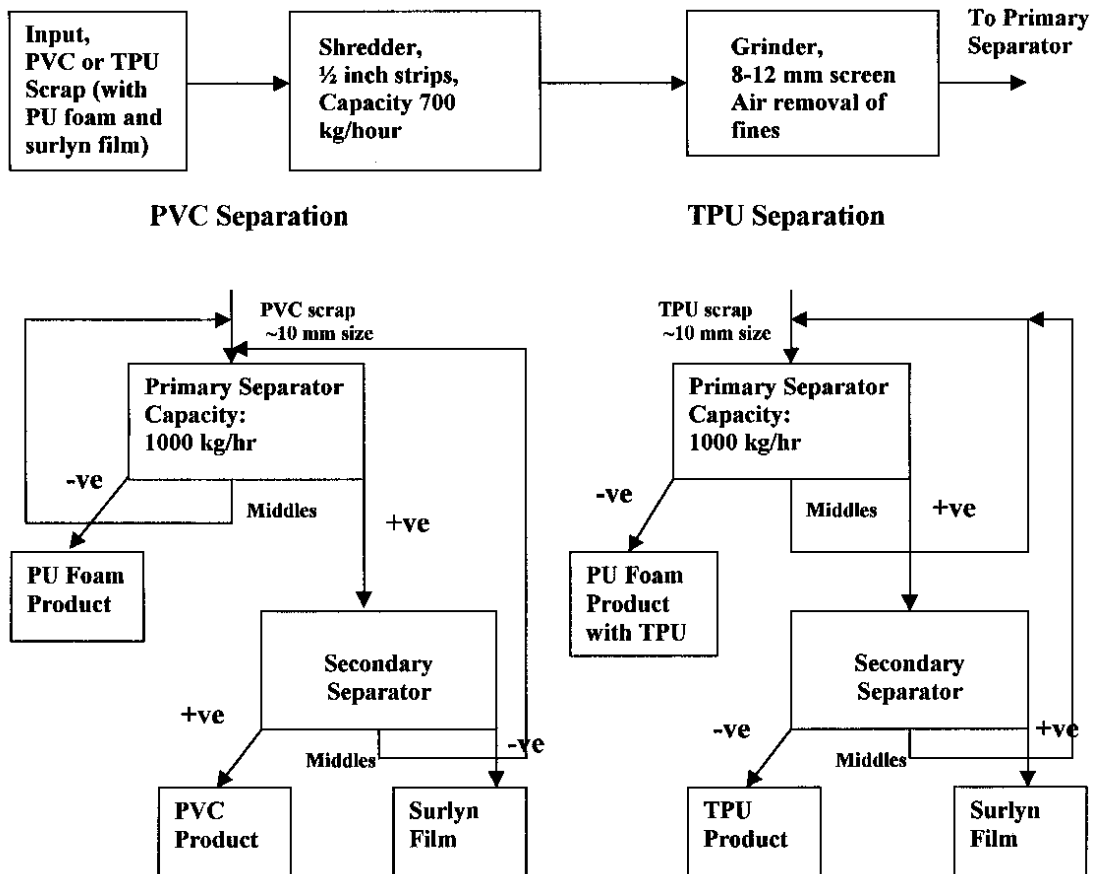 Input,
PVC or TPU
Scrap (with
PU foam and
surlyn film)
Shredder,
½ inch strips,
Capacity 700
kg/hour
Grinder,
8-12 mm screen
Air removal of
fines
To Primary
Separator
PVC Separation
TPU Separation
PVC scrap
~10 mm size
Primary Separator
Capacity:
1000 kg/hr
-ve
Middles
+ve
PU Foam
Product
Secondary
Separator
+ve
Middles
-ve
PVC
Product
Surlyn
Film
TPU scrap
~10 mm size
Primary Separator
Capacity:
1000 kg/hr
-ve
Middles
+ve
PU Foam
Product
with TPU
Secondary
Separator
-ve
Middles
+ve
TPU
Product
Surlyn
Film